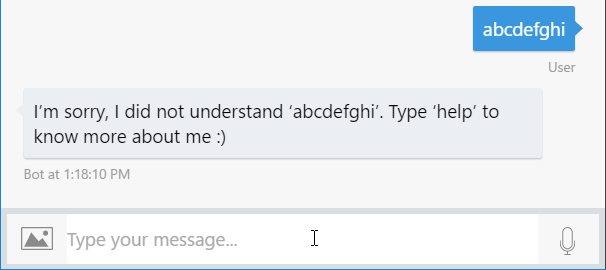 abcdefghi
User
I’m sorry, I did not understand ‘abcdefghi’. Type ‘help’ to
know more about me :)
Bot at 1:18:10 PM
Type your message...